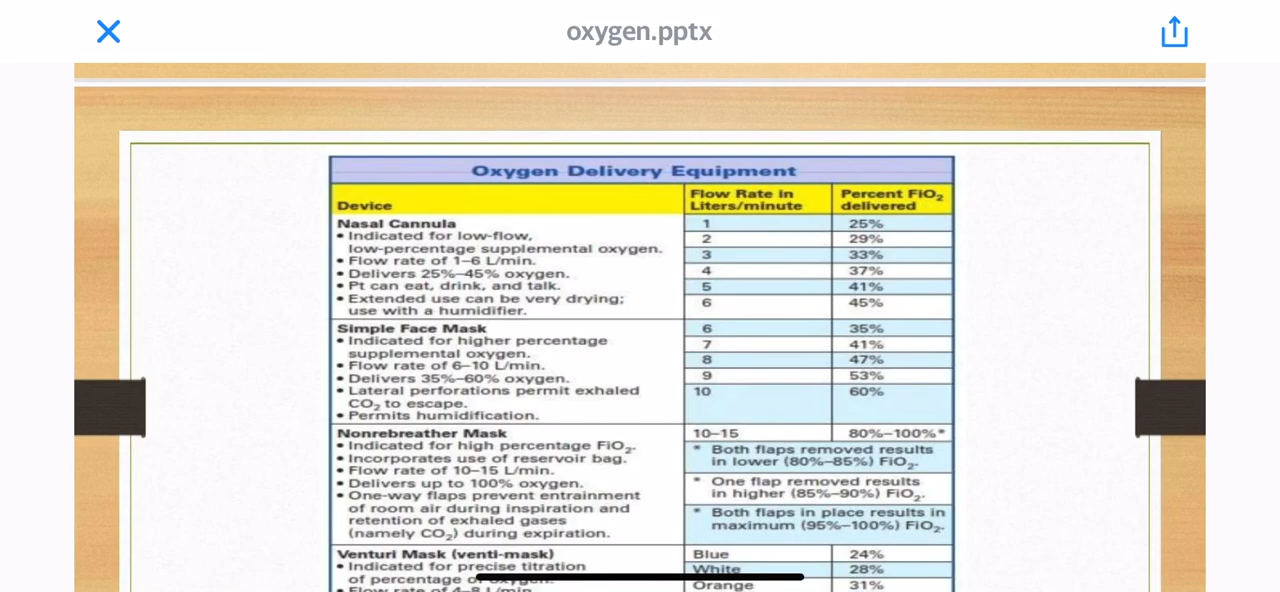 oxygen.pptx
Oxygen Delivery Equipment
Device
Flow Rate in
Liters/minute
Percent FiO₂
delivered
Nasal Cannula
• Indicated for low-flow,
low-percentage supplemental oxygen.
• Flow rate of 1–6 L/min.
• Delivers 25%–45% oxygen.
• Pt can eat, drink, and talk.
• Extended use can be very drying;
use with a humidifier.
1 25%
2 29%
3 33%
4 37%
5 41%
6 45%
Simple Face Mask
• Indicated for higher percentage
supplemental oxygen.
• Flow rate of 6–10 L/min.
• Delivers 35%–60% oxygen.
• Lateral perforations permit exhaled
CO₂ to escape.
• Permits humidification.
6 35%
7 41%
8 47%
9 53%
10 60%
Nonrebreather Mask
• Indicated for high percentage FiO₂.
• Incorporates use of reservoir bag.
• Flow rate of 10–15 L/min.
• Delivers up to 100% oxygen.
• One-way flaps prevent entrainment
of room air during inspiration and
retention of exhaled gases
(namely CO₂) during expiration.
10–15 80%–100%*
* Both flaps removed results
in lower (80%–85%) FiO₂.
* One flap removed results
in higher (85%–90%) FiO₂.
* Both flaps in place results in
maximum (95%–100%) FiO₂.
Venturi Mask (venti-mask)
• Indicated for precise titration
of percentage of oxygen.
• Flow rate of 4–8 L/min
Blue 24%
White 28%
Orange 31%